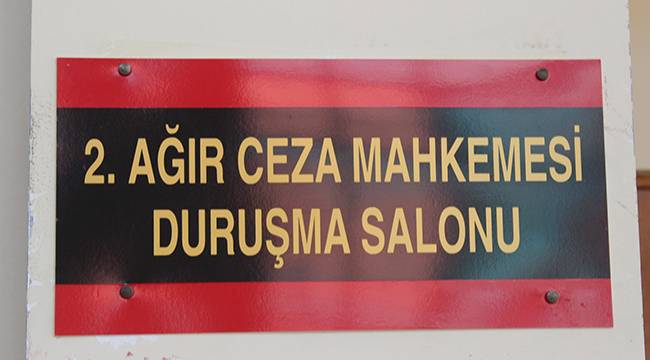 2. AĞIR CEZA MAHKEMESİ
DURUŞMA SALONU